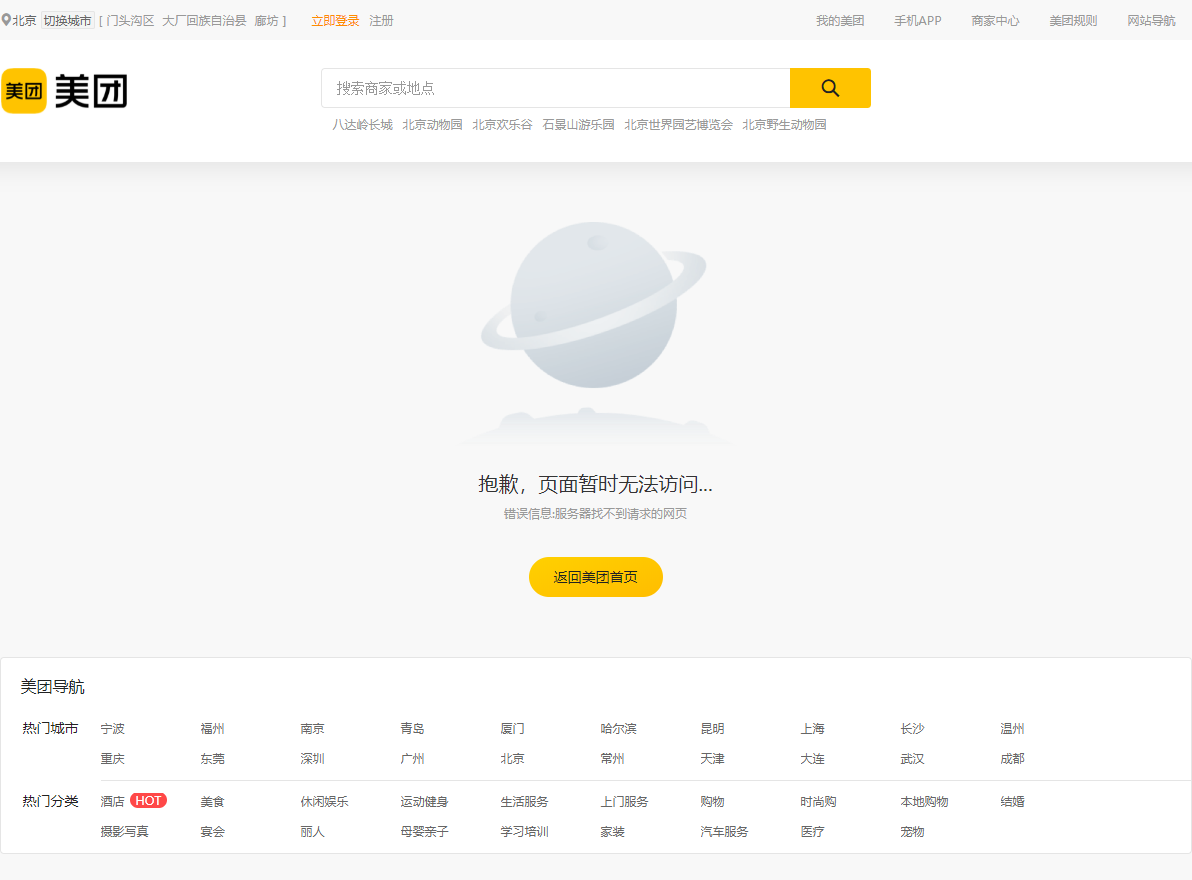 北京 切换城市 [ 门头沟区 大厂回族自治县 廊坊 ] 立即登录 注册 我的美团 手机APP 商家中心 美团规则 网站导航
美团 美团
搜索商家或地点
八达岭长城 北京动物园 北京欢乐谷 石景山游乐园 北京世界园艺博览会 北京野生动物园
抱歉，页面暂时无法访问...
错误信息:服务器找不到请求的网页
返回美团首页
美团导航
热门城市 宁波 福州 南京 青岛 厦门 哈尔滨 昆明 上海 长沙 温州
重庆 东莞 深圳 广州 北京 常州 天津 大连 武汉 成都
热门分类 酒店 HOT 美食 休闲娱乐 运动健身 生活服务 上门服务 购物 时尚购 本地购物 结婚
摄影写真 宴会 丽人 母婴亲子 学习培训 家装 汽车服务 医疗 宠物